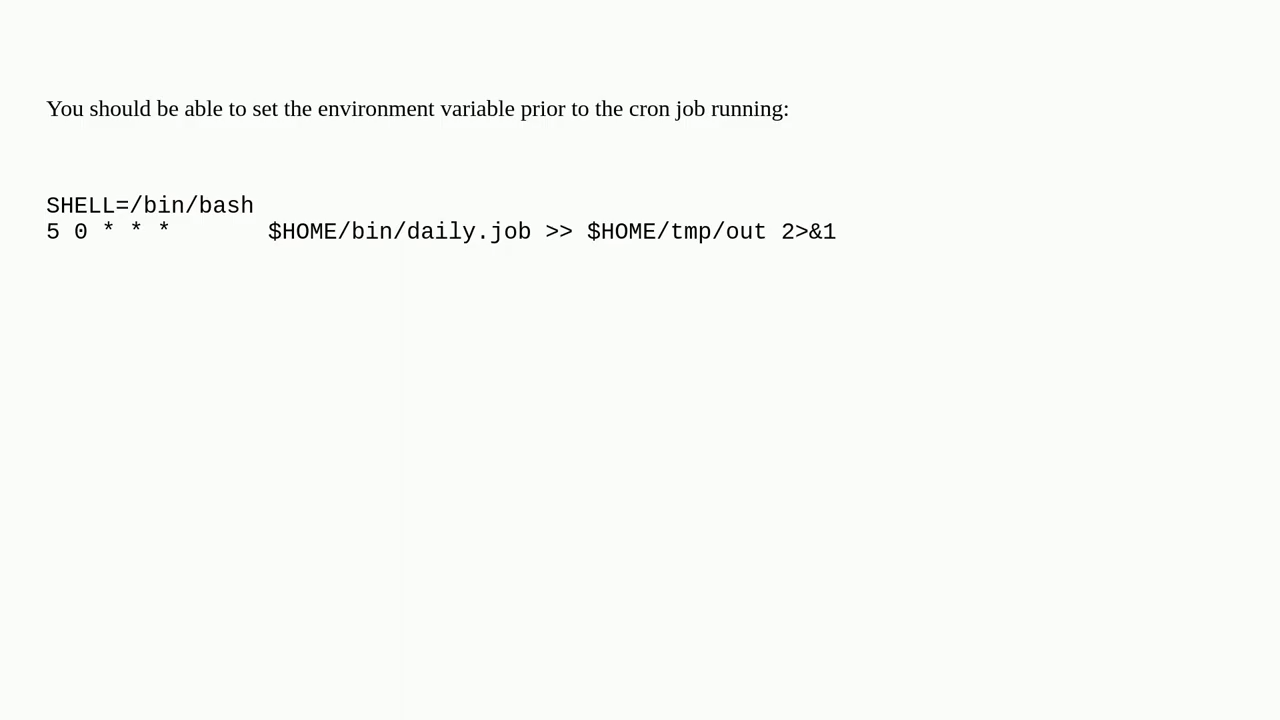 You should be able to set the environment variable prior to the cron job running:
SHELL=/bin/bash
5 0 * * *       $HOME/bin/daily.job >> $HOME/tmp/out 2>&1